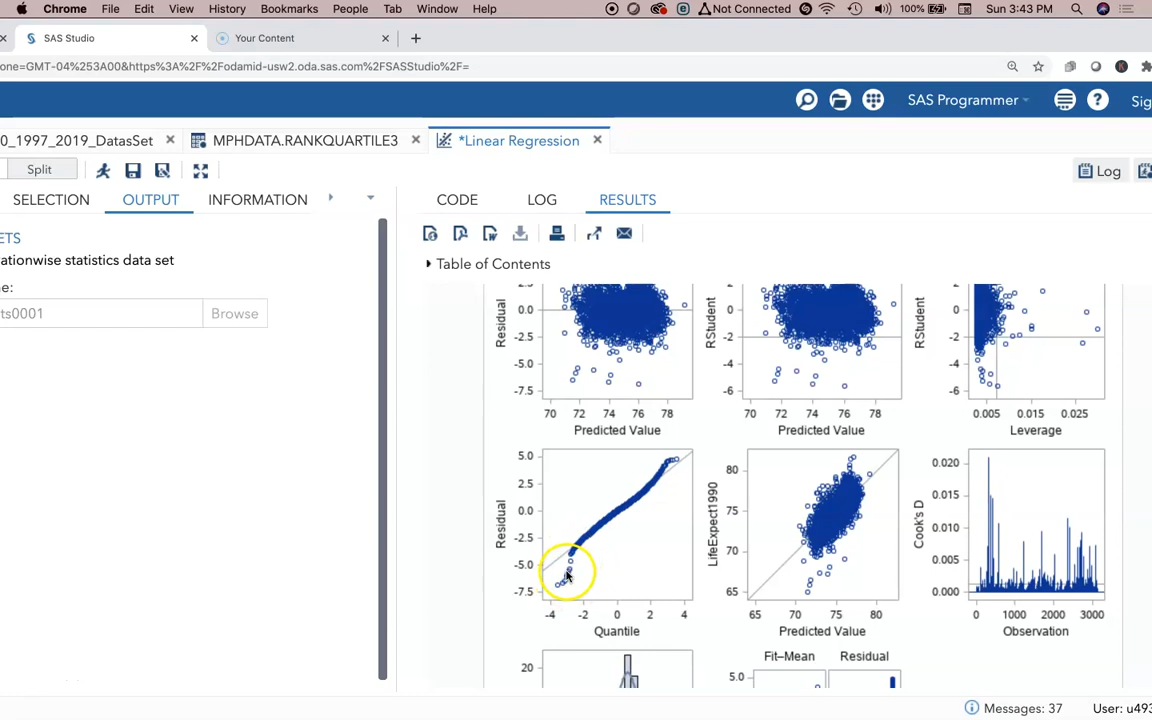 Chrome File Edit View History Bookmarks People Tab Window Help Not Connected 100% Sun 3:43 PM
SAS Studio Your Content
one=GMT-04%253A00&https%3A%2F%2Fodamid-usw2.oda.sas.com%2FSASStudio%2F=
SAS Programmer Sig
0_1997_2019_DatasSet MPHDATA.RANKQUARTILE3 *Linear Regression
Split Log
SELECTION OUTPUT INFORMATION CODE LOG RESULTS
ETS
ationwise statistics data set
Table of Contents
ne:
ts0001 Browse
2.5 2 2
Residual 0.0 RStudent 0 RStudent 0
-2.5 -2 -2
-5.0 -4 -4
-7.5 -6 -6
70 72 74 76 78 70 72 74 76 78 0.005 0.015 0.025
Predicted Value Predicted Value Leverage
5.0 80 0.020
2.5 0.015
Residual 0.0 LifeExpect1990 75 Cook's D 0.010
-2.5 70 0.005
-5.0
-7.5 65 0.000
-4 -2 0 2 4 65 70 75 80 0 1000 2000 3000
Quantile Predicted Value Observation
Fit–Mean Residual
20 5.0
Messages: 37 User: u493